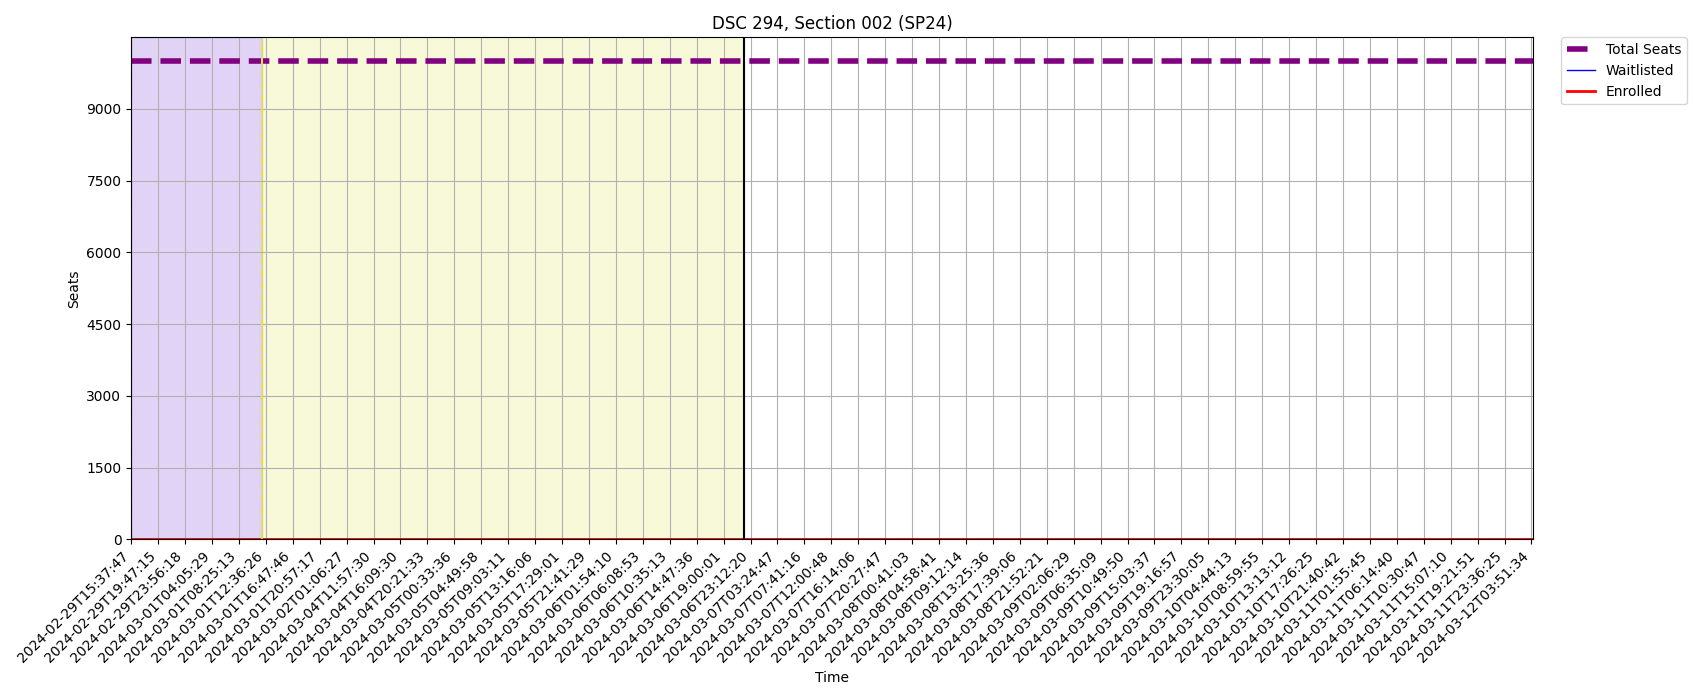 DSC 294, Section 002 (SP24)
Total Seats
Waitlisted
Enrolled
9000
7500
6000
4500
3000
1500
0
Seats
2024-02-29T15:37:47
2024-02-29T19:47:15
2024-02-29T23:56:18
2024-03-01T04:05:29
2024-03-01T08:25:13
2024-03-01T12:36:26
2024-03-01T16:47:46
2024-03-01T20:57:17
2024-03-02T01:06:27
2024-03-04T11:57:30
2024-03-04T16:09:30
2024-03-04T20:21:33
2024-03-05T00:33:36
2024-03-05T04:49:58
2024-03-05T09:03:11
2024-03-05T13:16:06
2024-03-05T17:29:01
2024-03-05T21:41:29
2024-03-06T01:54:10
2024-03-06T06:08:53
2024-03-06T10:35:13
2024-03-06T14:47:36
2024-03-06T19:00:01
2024-03-06T23:12:20
2024-03-07T03:24:47
2024-03-07T07:41:16
2024-03-07T12:00:48
2024-03-07T16:14:06
2024-03-07T20:27:47
2024-03-08T00:41:03
2024-03-08T04:58:41
2024-03-08T09:12:14
2024-03-08T13:25:36
2024-03-08T17:39:06
2024-03-08T21:52:21
2024-03-09T02:06:29
2024-03-09T06:35:09
2024-03-09T10:49:50
2024-03-09T15:03:37
2024-03-09T19:16:57
2024-03-09T23:30:05
2024-03-10T04:44:13
2024-03-10T08:59:55
2024-03-10T13:13:12
2024-03-10T17:26:25
2024-03-10T21:40:42
2024-03-11T01:55:45
2024-03-11T06:14:40
2024-03-11T10:30:47
2024-03-11T15:07:10
2024-03-11T19:21:51
2024-03-11T23:36:25
2024-03-12T03:51:34
Time